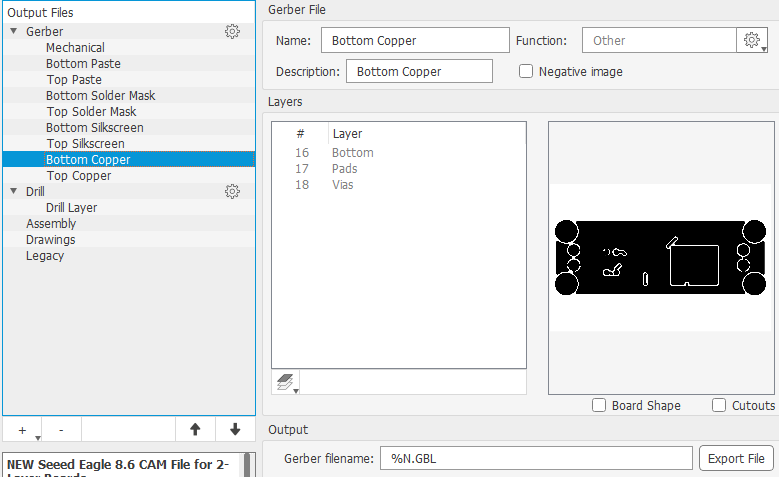 Output Files
Gerber
Mechanical
Bottom Paste
Top Paste
Bottom Solder Mask
Top Solder Mask
Bottom Silkscreen
Top Silkscreen
Bottom Copper
Top Copper
Drill
Drill Layer
Assembly
Drawings
Legacy
+ -
NEW Seeed Eagle 8.6 CAM File for 2-
Layer Boards
Gerber File
Name: Bottom Copper Function: Other
Description: Bottom Copper Negative image
Layers
# Layer
16 Bottom
17 Pads
18 Vias
Board Shape Cutouts
Output
Gerber filename: %N.GBL Export File